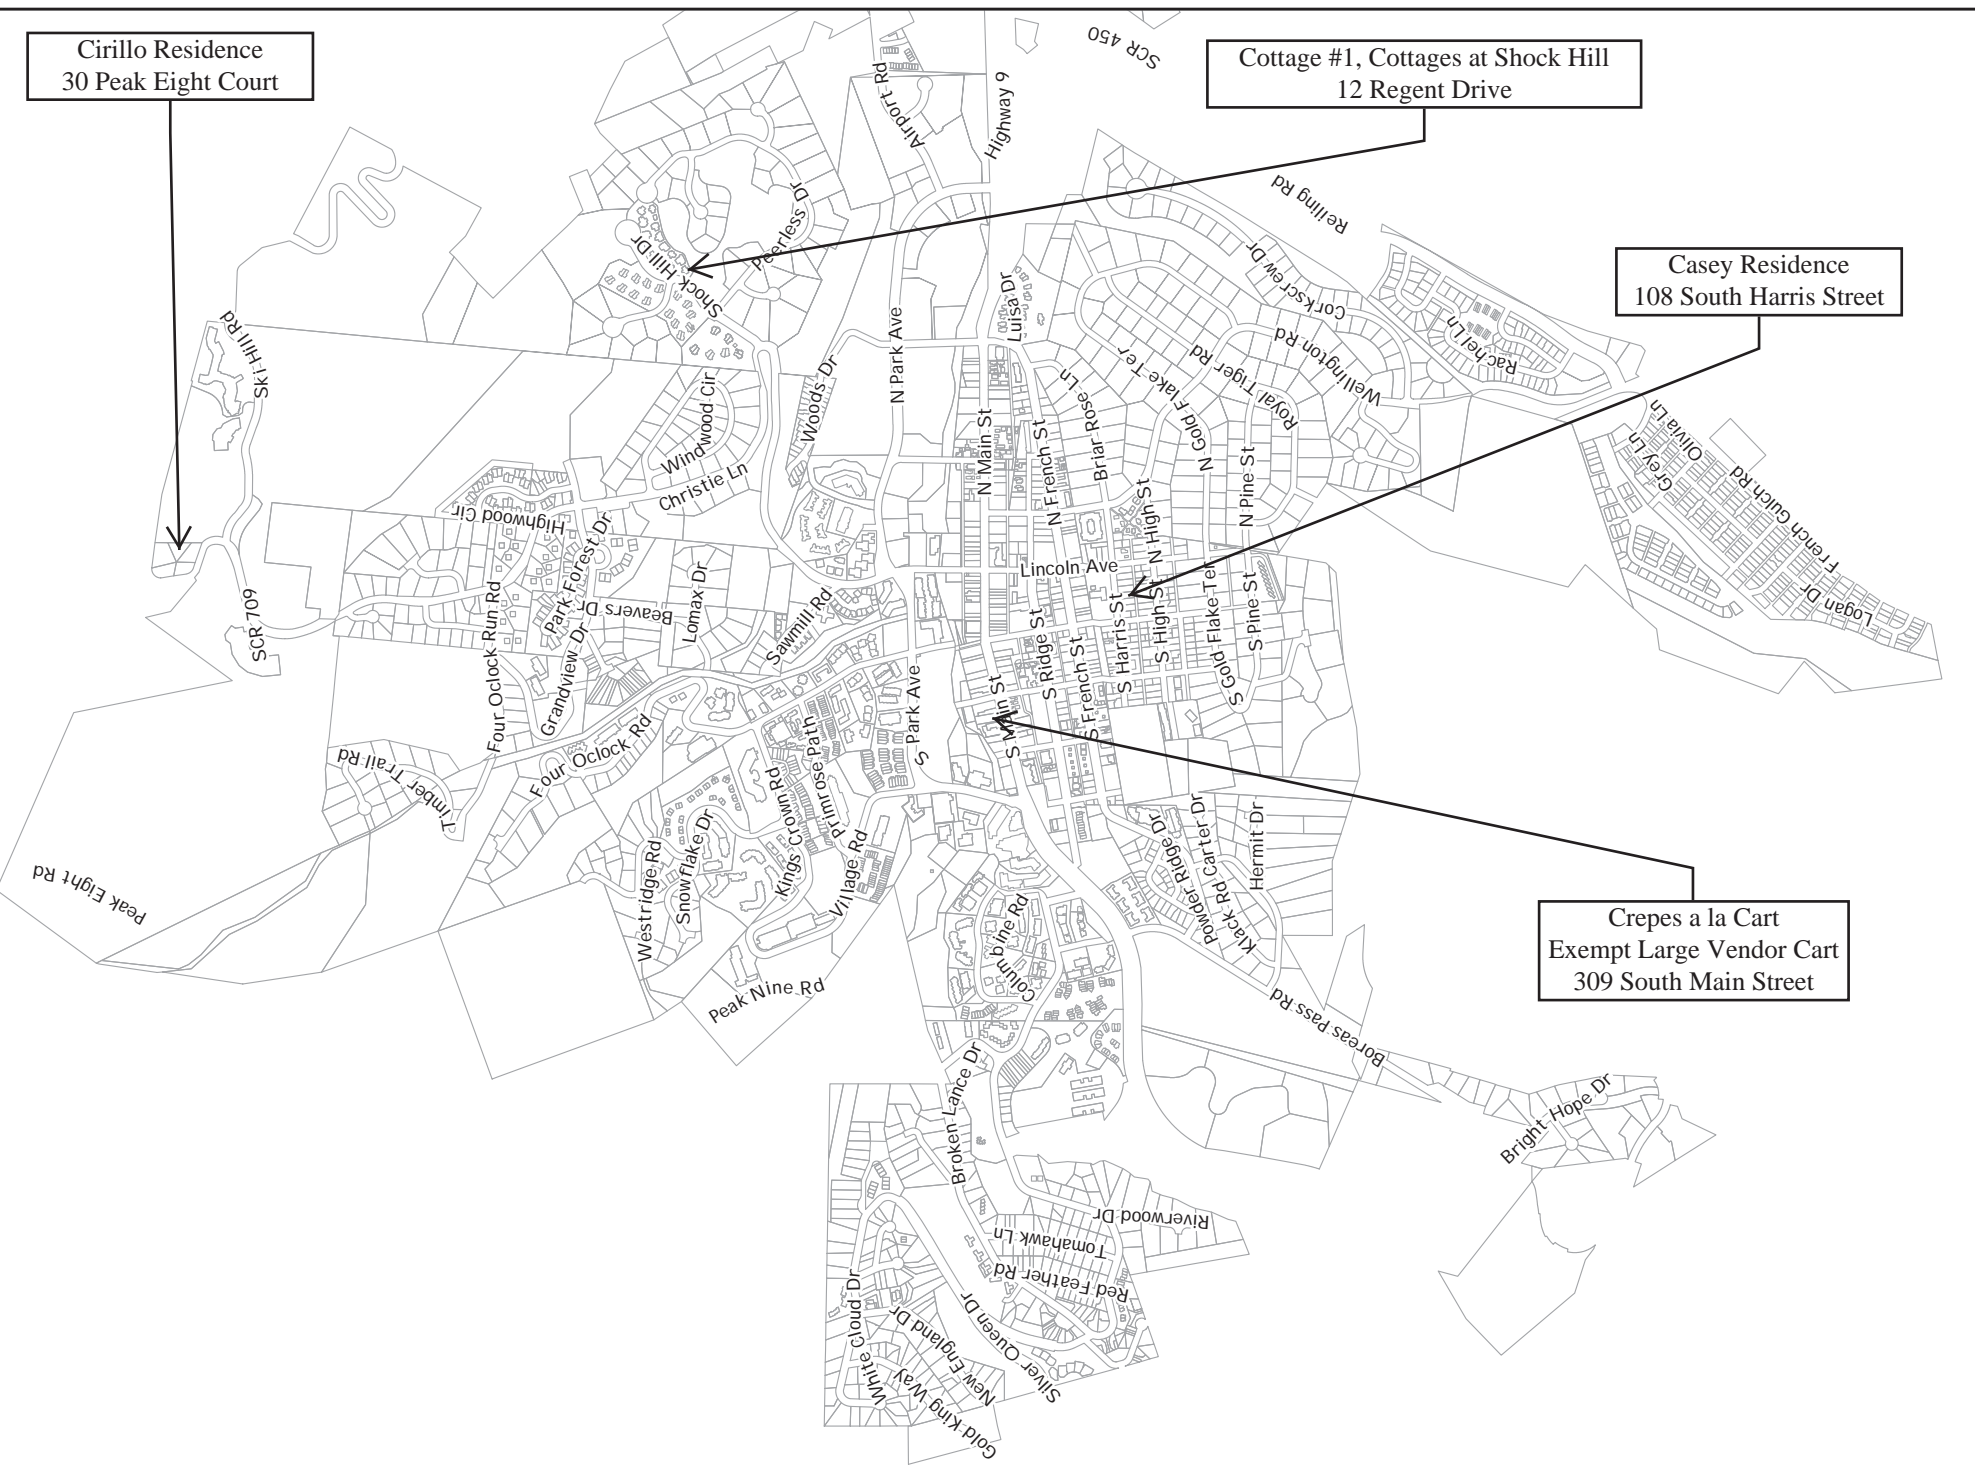 Cirillo Residence
30 Peak Eight Court
Cottage #1, Cottages at Shock Hill
12 Regent Drive
Casey Residence
108 South Harris Street
Crepes a la Cart
Exempt Large Vendor Cart
309 South Main Street
SCR 450
Airport Rd
Highway 9
Reiling Rd
Peerless Dr
Shock Hill Dr
Corkscrew Dr
Luisa Dr
Ski Hill Rd
N Park Ave
Wellington Rd
Rachel Ln
Woods Dr
Windwood Cir
Christie Ln
N Main St
N French St
Briar Rose Ln
Gold Flake Ter
Royal Tiger Rd
N Gold Flake Ter
N Pine St
Grey Ln
Olivia Ln
French Gulch Rd
Logan Dr
Highwood Cir
Park Forest Dr
N High St
Lincoln Ave
SCR 709
Four Oclock Run Rd
Beavers Dr
Grandview Dr
Lomax Dr
Sawmill Rd
S Ridge St
S French St
S Harris St
S High St
S Gold Flake Ter
S Pine St
S Park Ave
S Main St
Timber Trail Rd
Four Oclock Rd
Primrose Path
Kings Crown Rd
Village Rd
Snowflake Dr
Westridge Rd
Peak Eight Rd
Peak Nine Rd
Powder Ridge Dr
Carter Dr
Klack Rd
Hermit Dr
Columbine Rd
Boreas Pass Rd
Bright Hope Dr
Broken Lance Dr
Riverwood Dr
Tomahawk Ln
Red Feather Rd
White Cloud Dr
New England Dr
Silver Queen Dr
Gold King Way